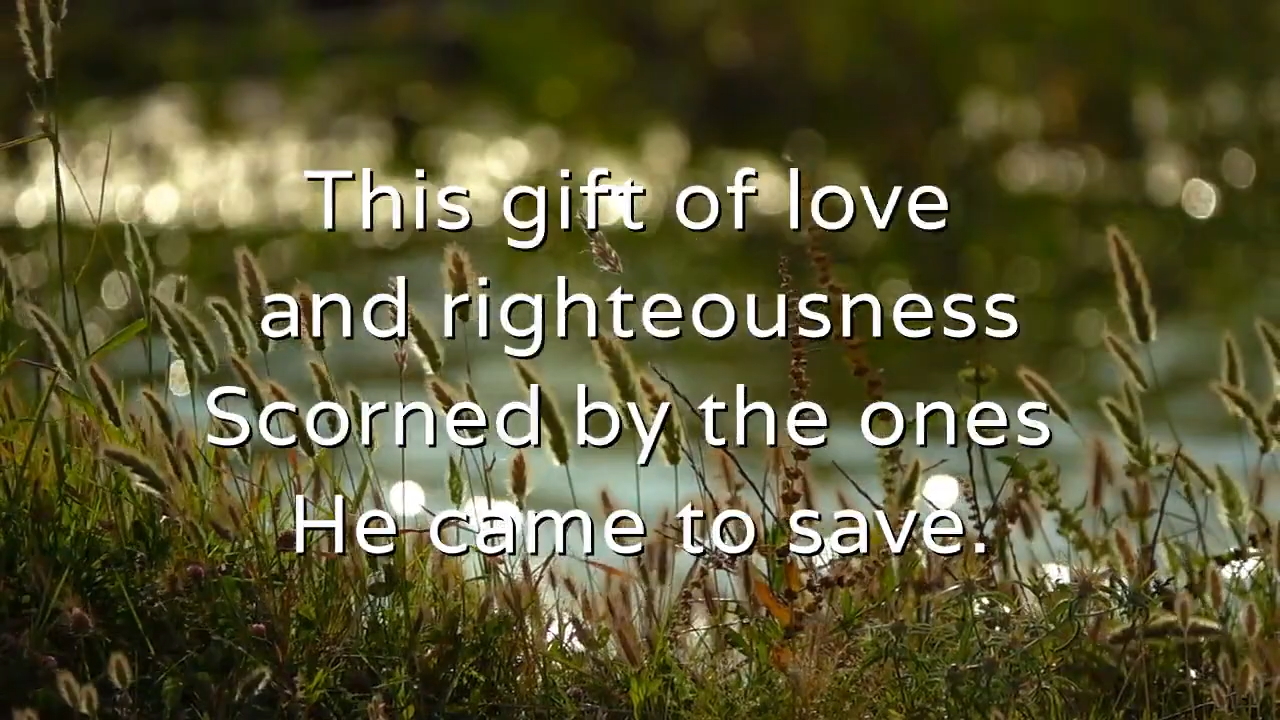 This gift of love
and righteousness
Scorned by the ones
He came to save.